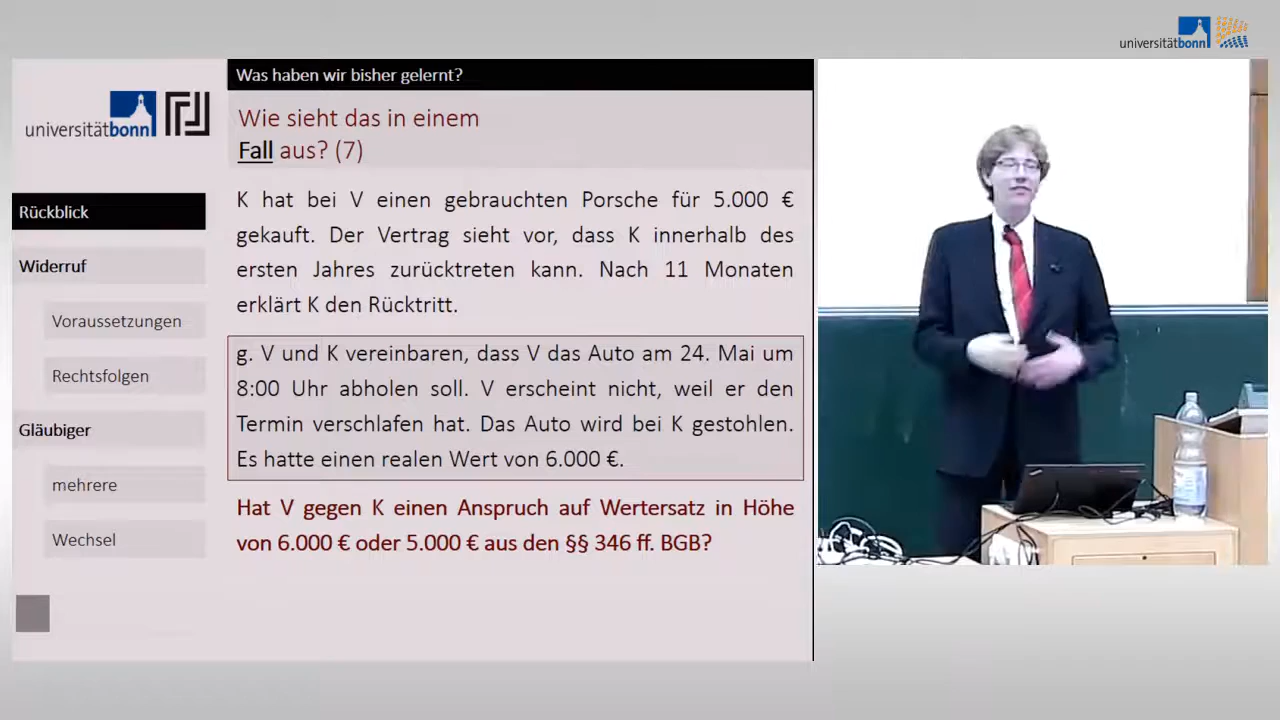 universitätbonn
Was haben wir bisher gelernt?
universitätbonn
Wie sieht das in einem
Fall aus? (7)
K hat bei V einen gebrauchten Porsche für 5.000 €
gekauft. Der Vertrag sieht vor, dass K innerhalb des
ersten Jahres zurücktreten kann. Nach 11 Monaten
erklärt K den Rücktritt.
g. V und K vereinbaren, dass V das Auto am 24. Mai um
8:00 Uhr abholen soll. V erscheint nicht, weil er den
Termin verschlafen hat. Das Auto wird bei K gestohlen.
Es hatte einen realen Wert von 6.000 €.
Hat V gegen K einen Anspruch auf Wertersatz in Höhe
von 6.000 € oder 5.000 € aus den §§ 346 ff. BGB?
Rückblick
Widerruf
Voraussetzungen
Rechtsfolgen
Gläubiger
mehrere
Wechsel